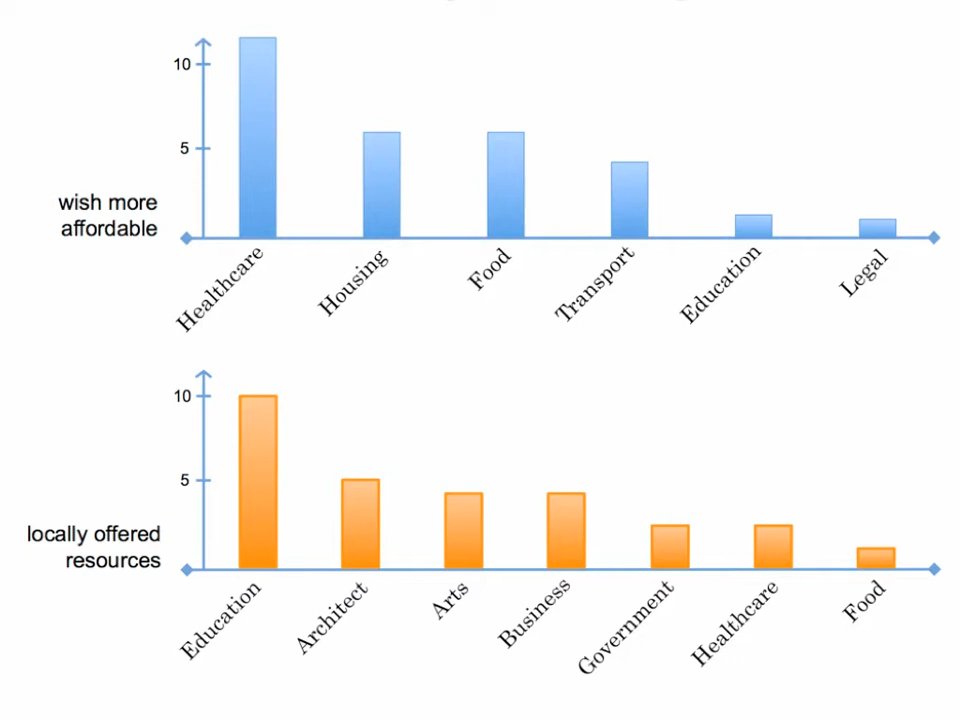 10
5
wish more
affordable
Healthcare
Housing
Food
Transport
Education
Legal
10
5
locally offered
resources
Education
Architect
Arts
Business
Government
Healthcare
Food